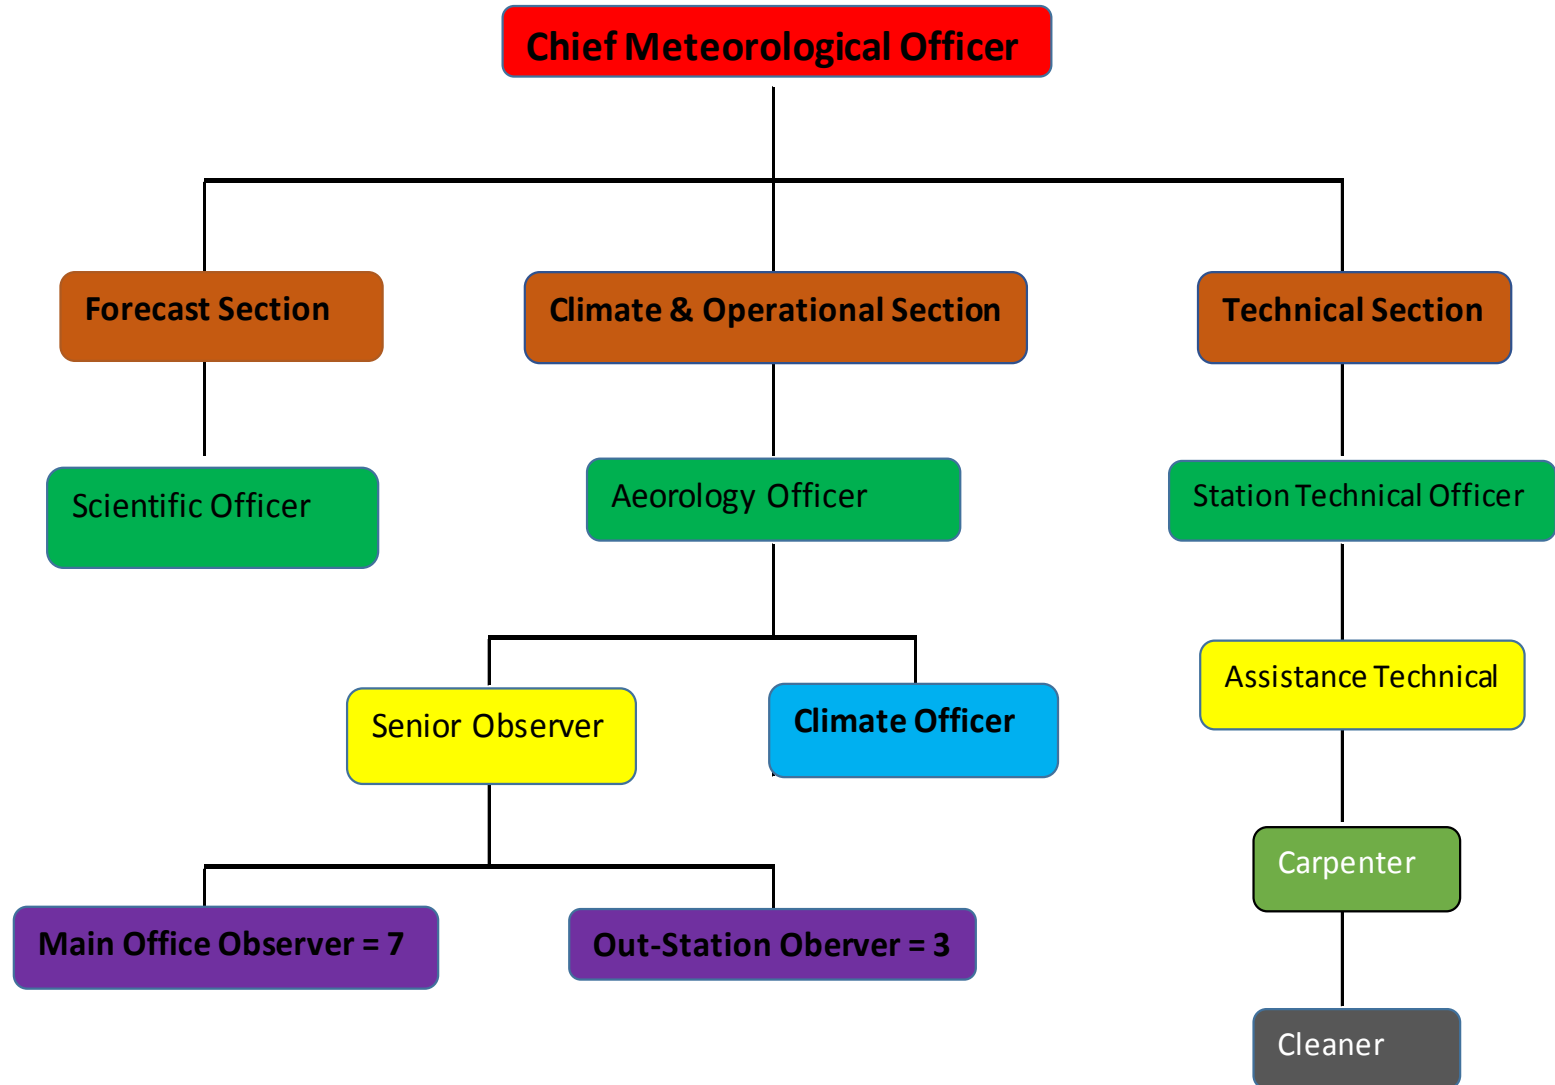 Chief Meteorological Officer
Forecast Section
Climate & Operational Section
Technical Section
Scientific Officer
Aeorology Officer
Station Technical Officer
Senior Observer
Climate Officer
Assistance Technical
Carpenter
Main Office Observer = 7
Out-Station Oberver = 3
Cleaner